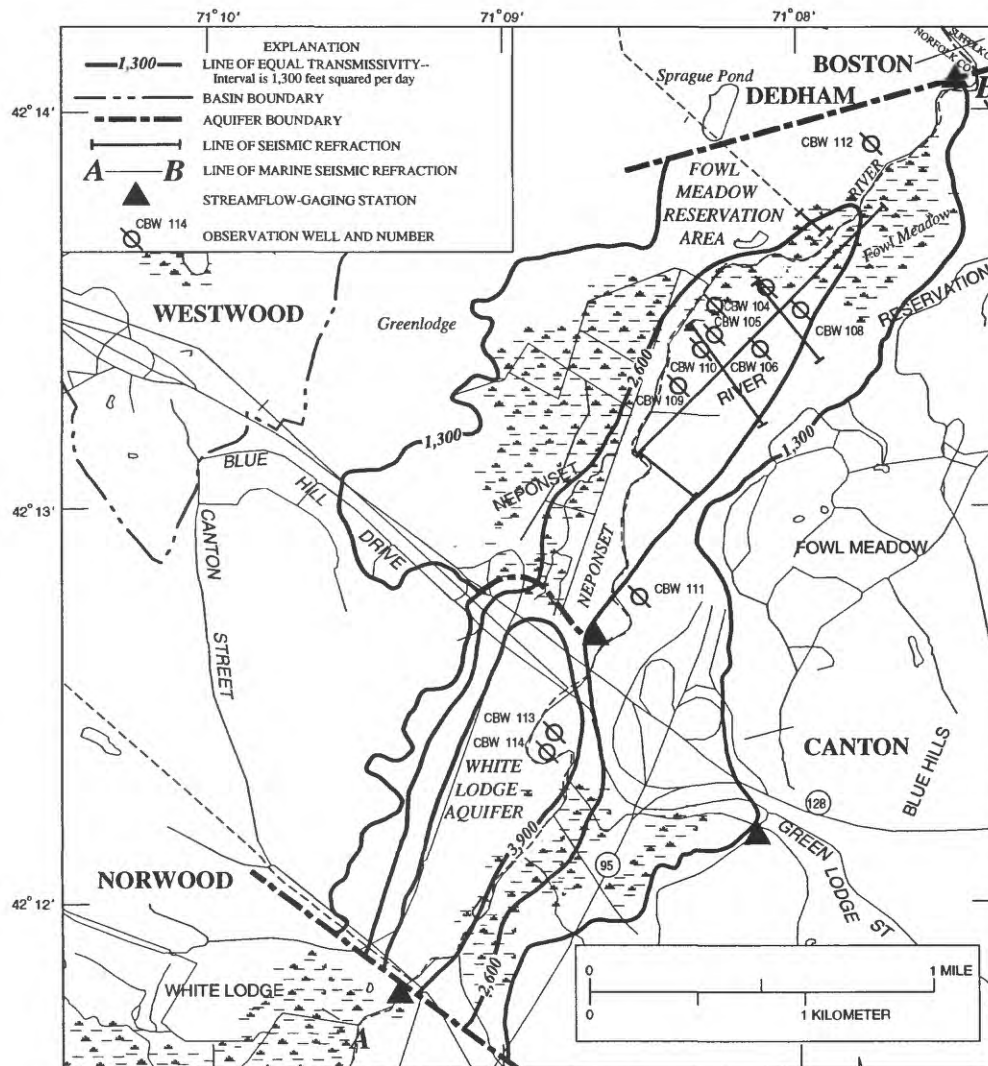 71° 10'
71° 09'
71° 08'
EXPLANATION
1,300
LINE OF EQUAL TRANSMISSIVITY--
Interval is 1,300 feet squared per day
BASIN BOUNDARY
AQUIFER BOUNDARY
LINE OF SEISMIC REFRACTION
A B LINE OF MARINE SEISMIC REFRACTION
STREAMFLOW-GAGING STATION
CBW 114
OBSERVATION WELL AND NUMBER
BOSTON
NORFOLK CO
B
Sprague Pond
DEDHAM
42° 14'
CBW 112
RIVER
FOWL
MEADOW
RESERVATION
AREA
Fowl Meadow
RESERVATION
WESTWOOD
Greenlodge
CBW 104
CBW 105
CBW 108
CBW 110
CBW 106
2,600
RIVER
CBW 109
1,300
1,300
BLUE
HILL
DRIVE
NEPONSET
42° 13'
CANTON
STREET
FOWL MEADOW
NEPONSET
CBW 111
CBW 113
CBW 114
WHITE
LODGE
AQUIFER
CANTON
BLUE HILLS
128
GREEN LODGE ST
3,900
95
NORWOOD
42° 12'
WHITE LODGE
2,600
A
0 1 MILE
0 1 KILOMETER